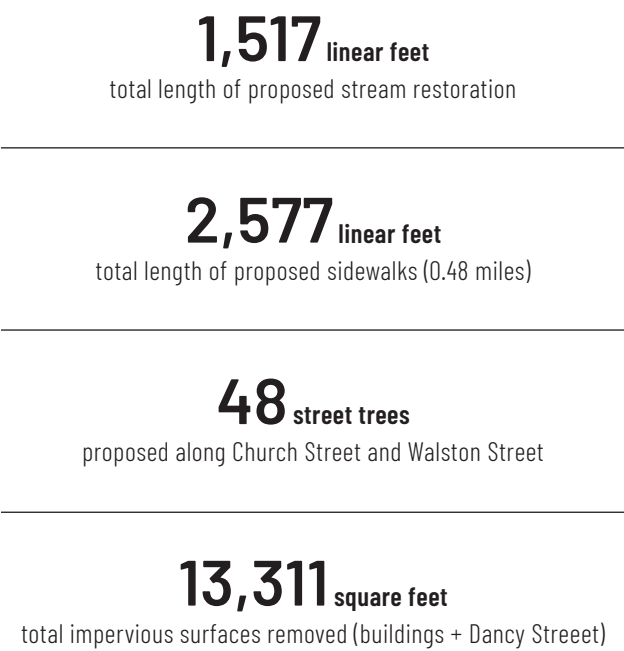 1,517 linear feet
total length of proposed stream restoration
2,577 linear feet
total length of proposed sidewalks (0.48 miles)
48 street trees
proposed along Church Street and Walston Street
13,311 square feet
total impervious surfaces removed (buildings + Dancy Streeet)